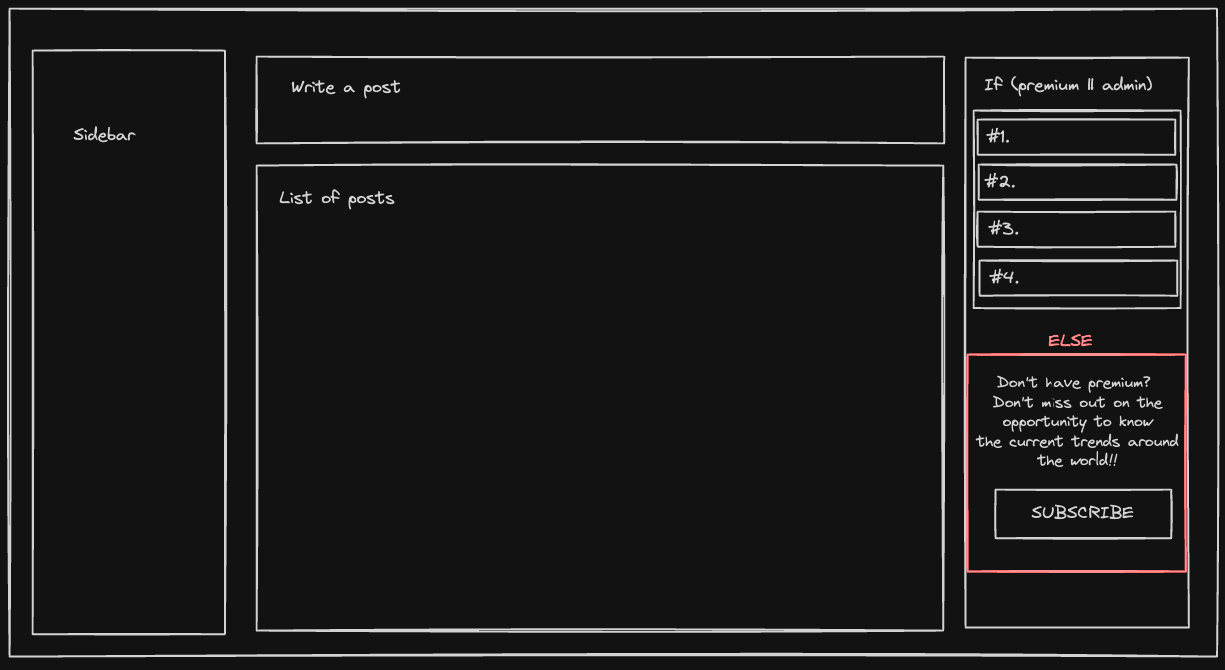 Sidebar
Write a post
List of posts
If (premium || admin)
#1.
#2.
#3.
#4.
ELSE
Don't have premium?
Don't miss out on the
opportunity to know
the current trends around
the world!!
SUBSCRIBE